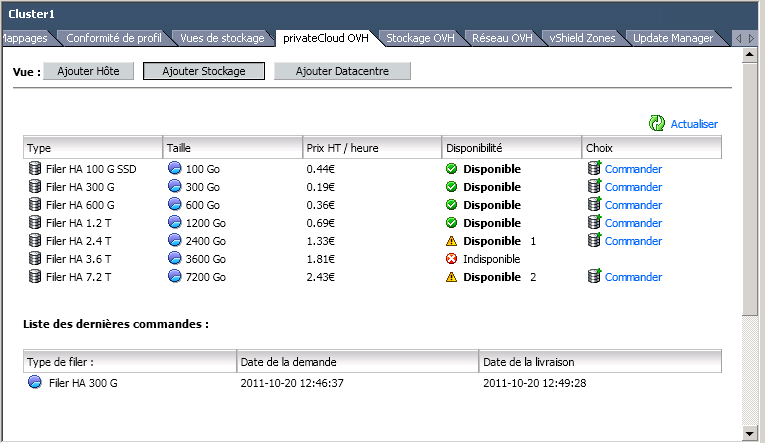 Cluster1
Mappages Conformité de profil Vues de stockage privateCloud OVH Stockage OVH Réseau OVH vShield Zones Update Manager
Vue : Ajouter Hôte Ajouter Stockage Ajouter Datacentre
Actualiser
Type Taille Prix HT / heure Disponibilité Choix
Filer HA 100 G SSD 100 Go 0.44€ Disponible Commander
Filer HA 300 G 300 Go 0.19€ Disponible Commander
Filer HA 600 G 600 Go 0.36€ Disponible Commander
Filer HA 1.2 T 1200 Go 0.69€ Disponible Commander
Filer HA 2.4 T 2400 Go 1.33€ Disponible 1 Commander
Filer HA 3.6 T 3600 Go 1.81€ Indisponible
Filer HA 7.2 T 7200 Go 2.43€ Disponible 2 Commander
Liste des dernières commandes :
Type de filer : Date de la demande Date de la livraison
Filer HA 300 G 2011-10-20 12:46:37 2011-10-20 12:49:28